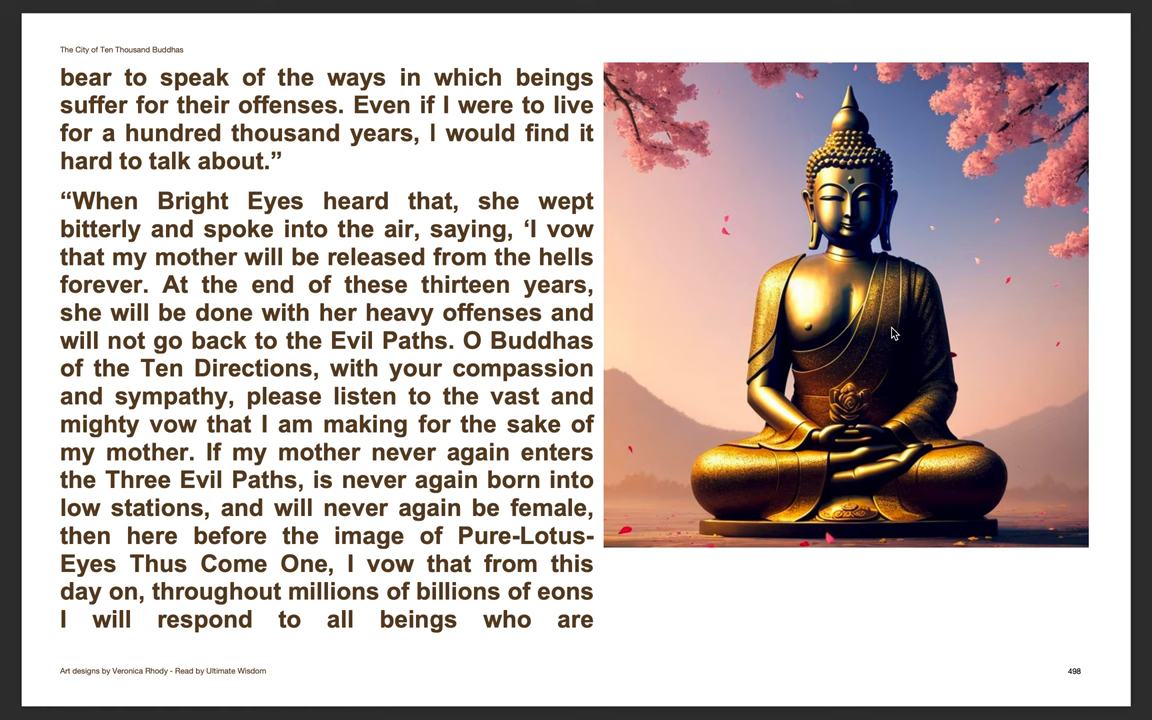 The City of Ten Thousand Buddhas
bear to speak of the ways in which beings
suffer for their offenses. Even if I were to live
for a hundred thousand years, I would find it
hard to talk about.”
“When Bright Eyes heard that, she wept
bitterly and spoke into the air, saying, ‘I vow
that my mother will be released from the hells
forever. At the end of these thirteen years,
she will be done with her heavy offenses and
will not go back to the Evil Paths. O Buddhas
of the Ten Directions, with your compassion
and sympathy, please listen to the vast and
mighty vow that I am making for the sake of
my mother. If my mother never again enters
the Three Evil Paths, is never again born into
low stations, and will never again be female,
then here before the image of Pure-Lotus-
Eyes Thus Come One, I vow that from this
day on, throughout millions of billions of eons
I will respond to all beings who are
Art designs by Veronica Rhody - Read by Ultimate Wisdom
498